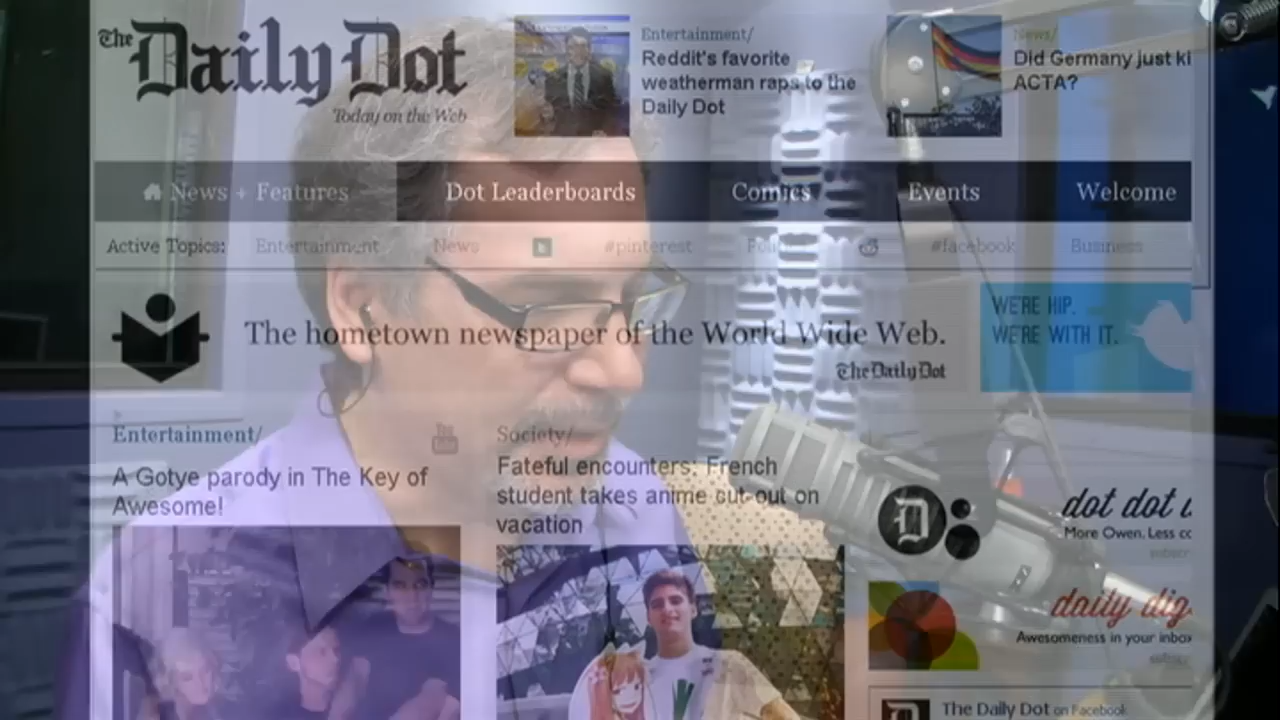 The Daily Dot
Today on the Web
Entertainment/
Reddit's favorite
weatherman raps to the
Daily Dot
News/
Did Germany just ki
ACTA?
News + Features
Dot Leaderboards
Comics
Events
Welcome
Active Topics:
Entertainment
News
#pinterest
#facebook
Business
The hometown newspaper of the World Wide Web.
The Daily Dot
WE'RE HIP.
WE'RE WITH IT.
Entertainment/
A Gotye parody in The Key of
Awesome!
Society/
Fateful encounters: French
student takes anime cut-out on
vacation
dot dot
More Owen. Less
daily dig
Awesomeness in your inbox
The Daily Dot on Facebook